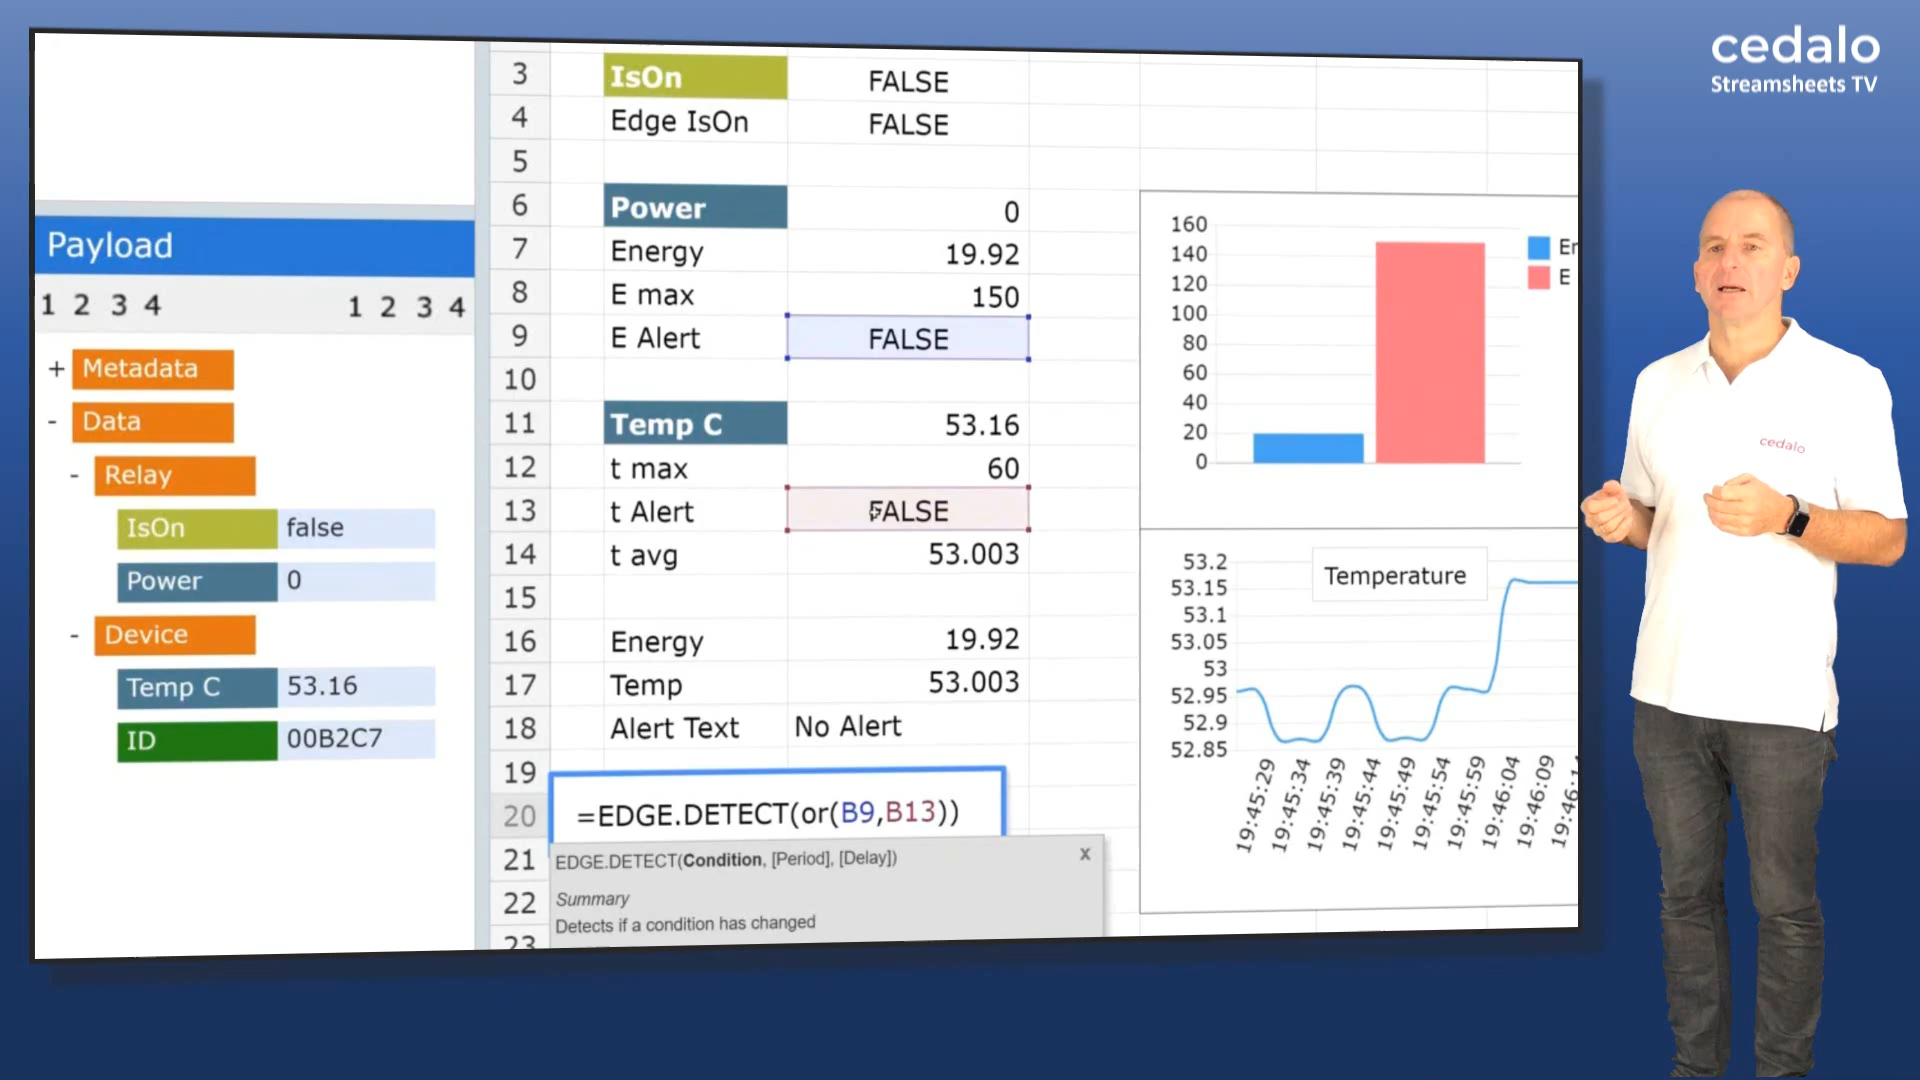 cedalo
Streamsheets TV
Payload
1 2 3 4 1 2 3 4
+ Metadata
- Data
- Relay
IsOn false
Power 0
- Device
Temp C 53.16
ID 00B2C7
3 IsOn FALSE
4 Edge IsOn FALSE
5
6 Power 0
7 Energy 19.92
8 E max 150
9 E Alert FALSE
10
11 Temp C 53.16
12 t max 60
13 t Alert FALSE
14 t avg 53.003
15
16 Energy 19.92
17 Temp 53.003
18 Alert Text No Alert
19
20 =EDGE.DETECT(or(B9,B13))
21 EDGE.DETECT(Condition, [Period], [Delay]) X
22 Summary
Detects if a condition has changed
23
160
140
120
100
80
60
40
20
0
E
Temperature
53.2
53.15
53.1
53.05
53
52.95
52.9
52.85
19:45:29
19:45:34
19:45:39
19:45:44
19:45:49
19:45:54
19:45:59
19:46:04
19:46:09
cedalo